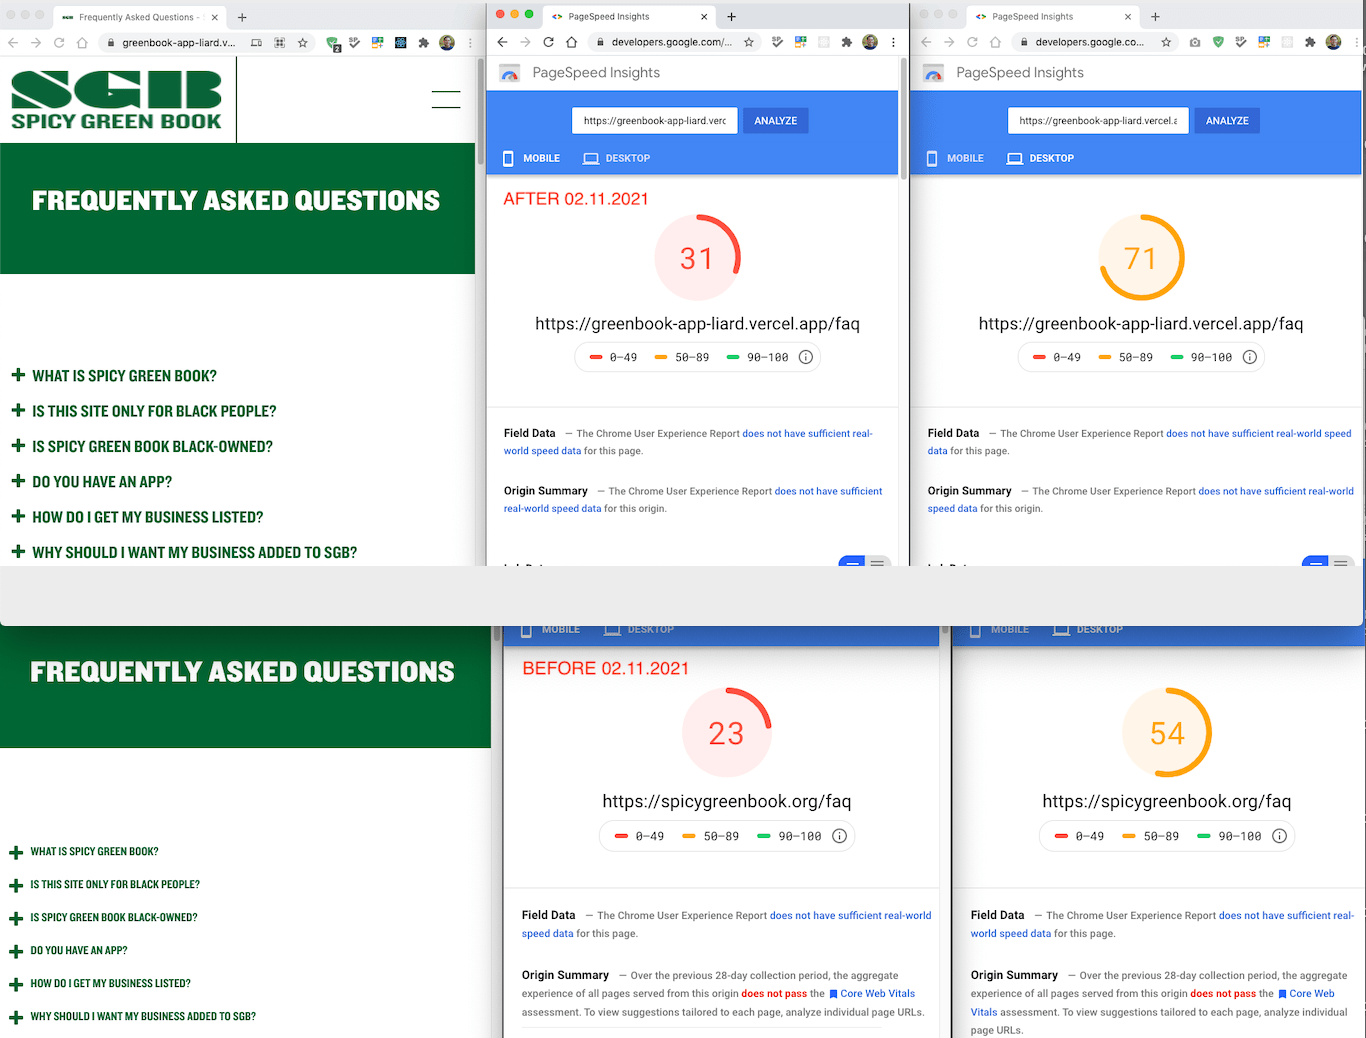 Frequently Asked Questions -
greenbook-app-liard.v...
2
SGB
SPICY GREEN BOOK
FREQUENTLY ASKED QUESTIONS
WHAT IS SPICY GREEN BOOK?
IS THIS SITE ONLY FOR BLACK PEOPLE?
IS SPICY GREEN BOOK BLACK-OWNED?
DO YOU HAVE AN APP?
HOW DO I GET MY BUSINESS LISTED?
WHY SHOULD I WANT MY BUSINESS ADDED TO SGB?
PageSpeed Insights
developers.google.com/...
PageSpeed Insights
https://greenbook-app-liard.verc
ANALYZE
MOBILE
DESKTOP
AFTER 02.11.2021
31
https://greenbook-app-liard.vercel.app/faq
0–49
50–89
90–100
Field Data — The Chrome User Experience Report does not have sufficient real-
world speed data for this page.
Origin Summary — The Chrome User Experience Report does not have sufficient
real-world speed data for this origin.
PageSpeed Insights
developers.google.co...
PageSpeed Insights
https://greenbook-app-liard.vercel.a
ANALYZE
MOBILE
DESKTOP
71
https://greenbook-app-liard.vercel.app/faq
0–49
50–89
90–100
Field Data — The Chrome User Experience Report does not have sufficient real-world speed
data for this page.
Origin Summary — The Chrome User Experience Report does not have sufficient real-world
speed data for this origin.
FREQUENTLY ASKED QUESTIONS
WHAT IS SPICY GREEN BOOK?
IS THIS SITE ONLY FOR BLACK PEOPLE?
IS SPICY GREEN BOOK BLACK-OWNED?
DO YOU HAVE AN APP?
HOW DO I GET MY BUSINESS LISTED?
WHY SHOULD I WANT MY BUSINESS ADDED TO SGB?
MOBILE
DESKTOP
BEFORE 02.11.2021
23
https://spicygreenbook.org/faq
0–49
50–89
90–100
Field Data — The Chrome User Experience Report does not have sufficient real-world
speed data for this page.
Origin Summary — Over the previous 28-day collection period, the aggregate
experience of all pages served from this origin does not pass the Core Web Vitals
assessment. To view suggestions tailored to each page, analyze individual page URLs.
MOBILE
DESKTOP
54
https://spicygreenbook.org/faq
0–49
50–89
90–100
Field Data — The Chrome User Experience Report does not have sufficient real-
world speed data for this page.
Origin Summary — Over the previous 28-day collection period, the aggregate
experience of all pages served from this origin does not pass the Core Web
Vitals assessment. To view suggestions tailored to each page, analyze individual
page URLs.